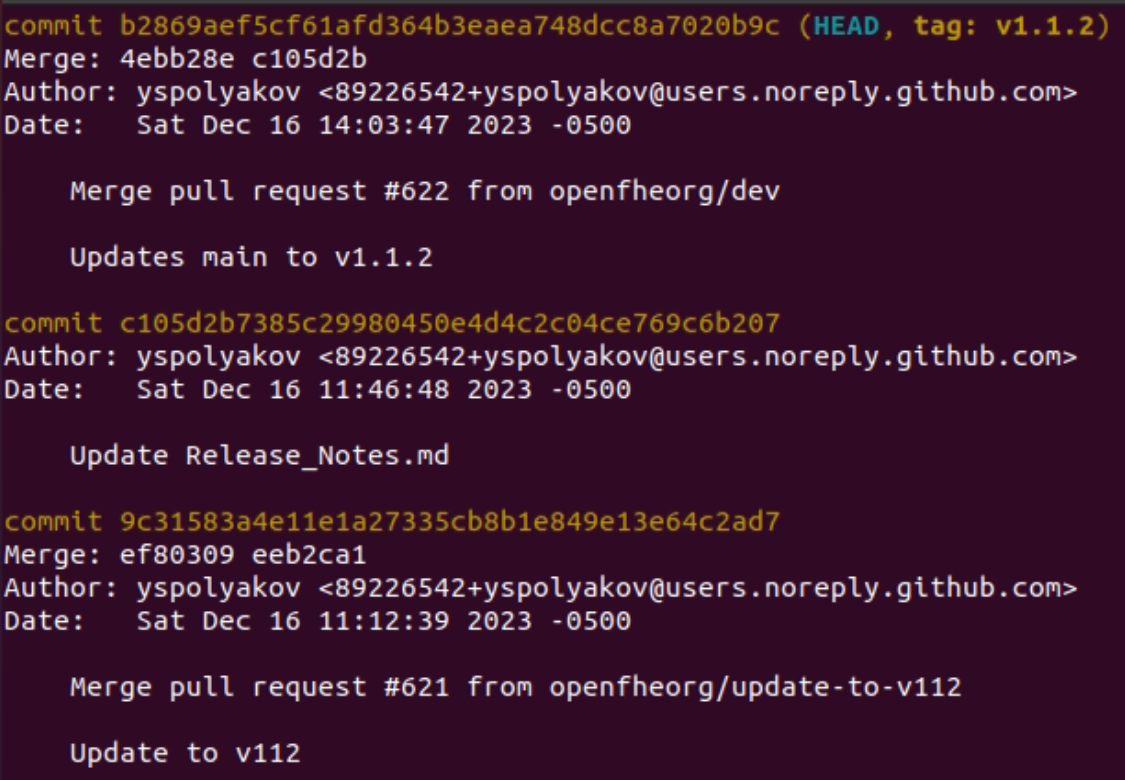 commit b2869aef5cf61afd364b3eaea748dcc8a7020b9c (HEAD, tag: v1.1.2)
Merge: 4ebb28e c105d2b
Author: yspolyakov <89226542+yspolyakov@users.noreply.github.com>
Date:   Sat Dec 16 14:03:47 2023 -0500
    Merge pull request #622 from openfheorg/dev
    Updates main to v1.1.2
commit c105d2b7385c29980450e4d4c2c04ce769c6b207
Author: yspolyakov <89226542+yspolyakov@users.noreply.github.com>
Date:   Sat Dec 16 11:46:48 2023 -0500
    Update Release_Notes.md
commit 9c31583a4e11e1a27335cb8b1e849e13e64c2ad7
Merge: ef80309 eeb2ca1
Author: yspolyakov <89226542+yspolyakov@users.noreply.github.com>
Date:   Sat Dec 16 11:12:39 2023 -0500
    Merge pull request #621 from openfheorg/update-to-v112
    Update to v112